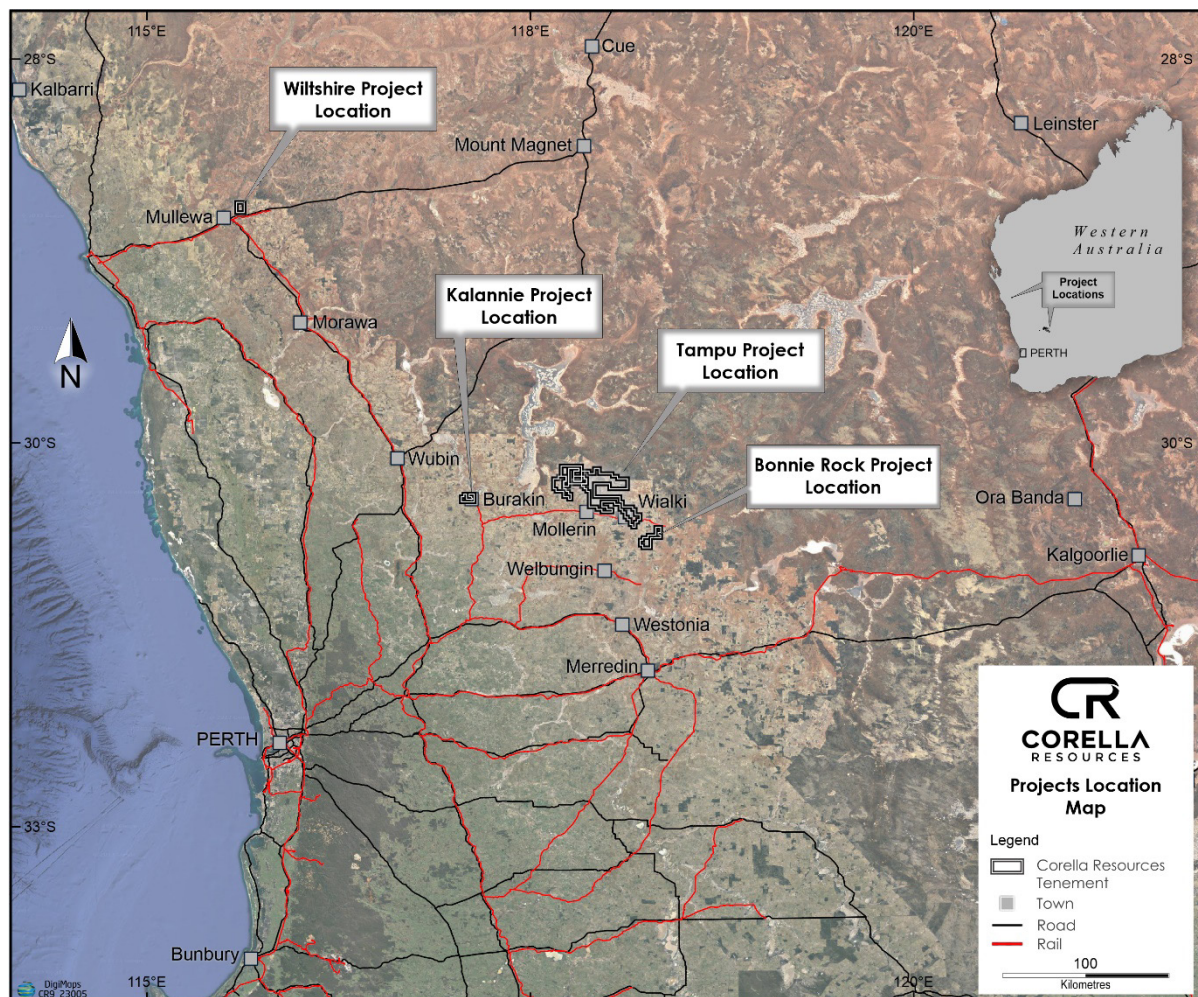 115°E
118°E
120°E
28°S
28°S
Cue
Kalbarri
Wiltshire Project
Location
Leinster
Mount Magnet
Mullewa
Western
Australia
Project
Locations
PERTH
Kalannie Project
Location
Morawa
Tampu Project
Location
N
30°S
30°S
Wubin
Bonnie Rock Project
Location
Burakin
Wialki
Ora Banda
Mollerin
Kalgoorlie
Welbungin
Westonia
Merredin
PERTH
CR
CORELLA
RESOURCES
Projects Location
Map
Legend
Corella Resources
Tenement
Town
Road
Rail
100
Kilometres
33°S
33°S
Bunbury
DigiMaps
CR9_23005
115°E
120°E